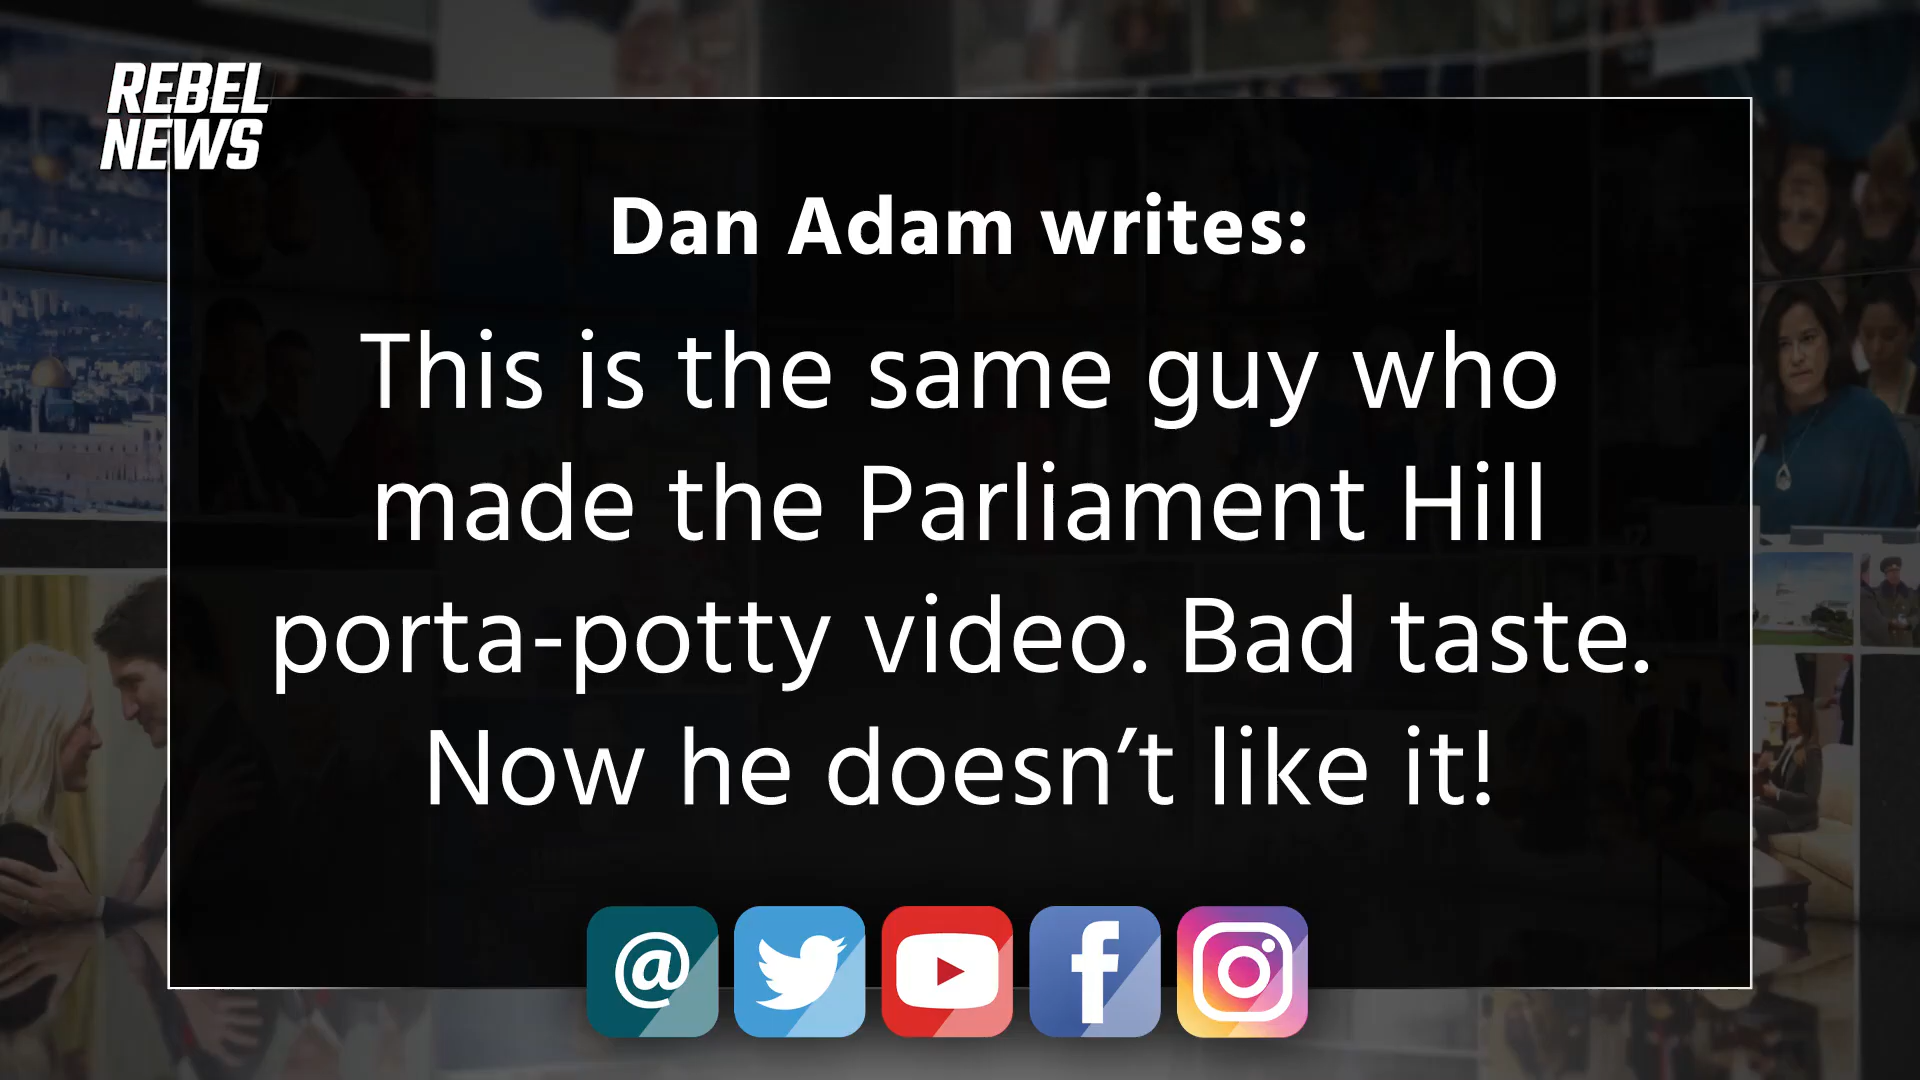 REBEL
NEWS
Dan Adam writes:
This is the same guy who
made the Parliament Hill
porta-potty video. Bad taste.
Now he doesn’t like it!
@
f